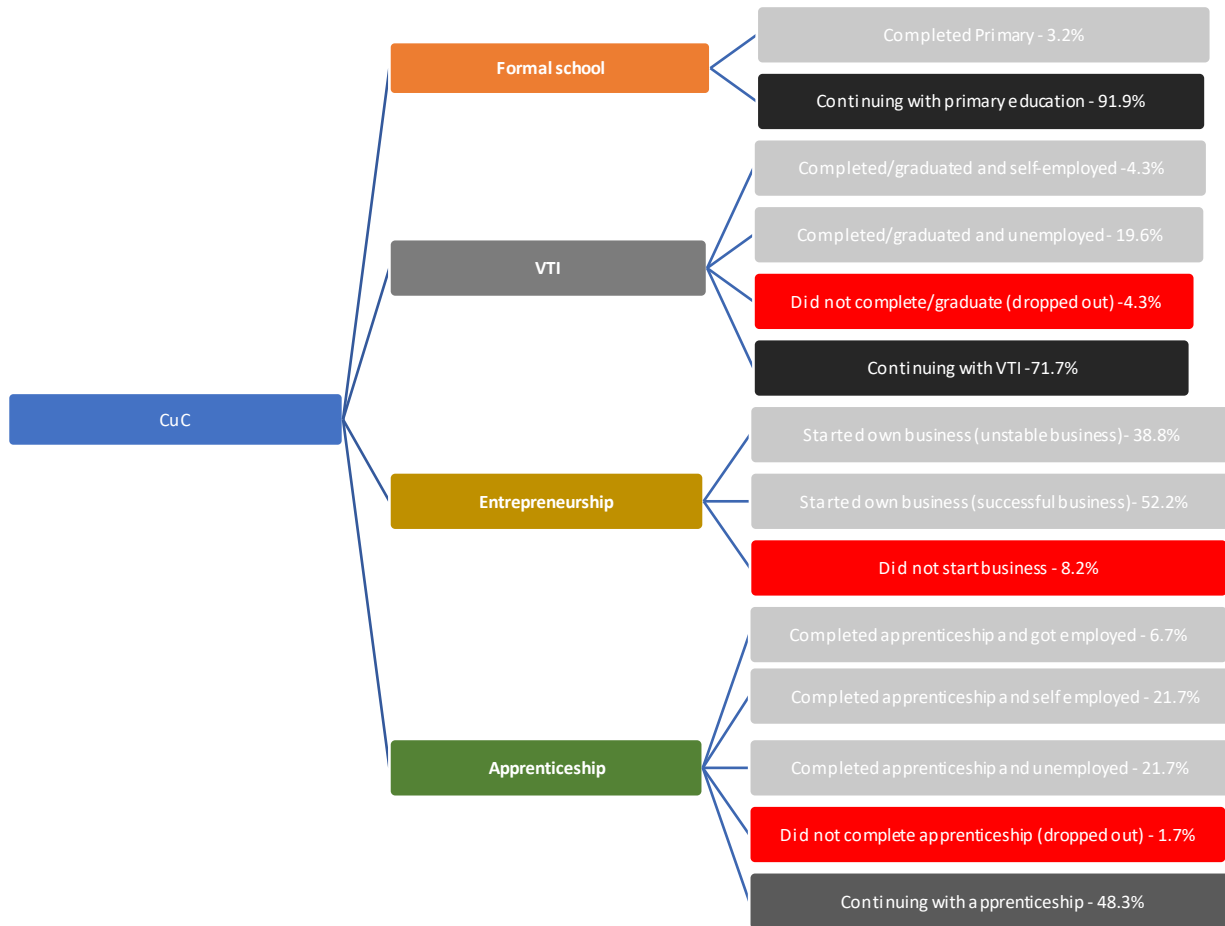 CuC
Formal school
Completed Primary - 3.2%
Continuing with primary education - 91.9%
VTI
Completed/graduated and self-employed -4.3%
Completed/graduated and unemployed - 19.6%
Did not complete/graduate (dropped out) -4.3%
Continuing with VTI -71.7%
Entrepreneurship
Started own business (unstable business)- 38.8%
Started own business (successful business)- 52.2%
Did not start business - 8.2%
Apprenticeship
Completed apprenticeship and got employed - 6.7%
Completed apprenticeship and self employed - 21.7%
Completed apprenticeship and unemployed - 21.7%
Did not complete apprenticeship (dropped out) - 1.7%
Continuing with apprenticeship - 48.3%